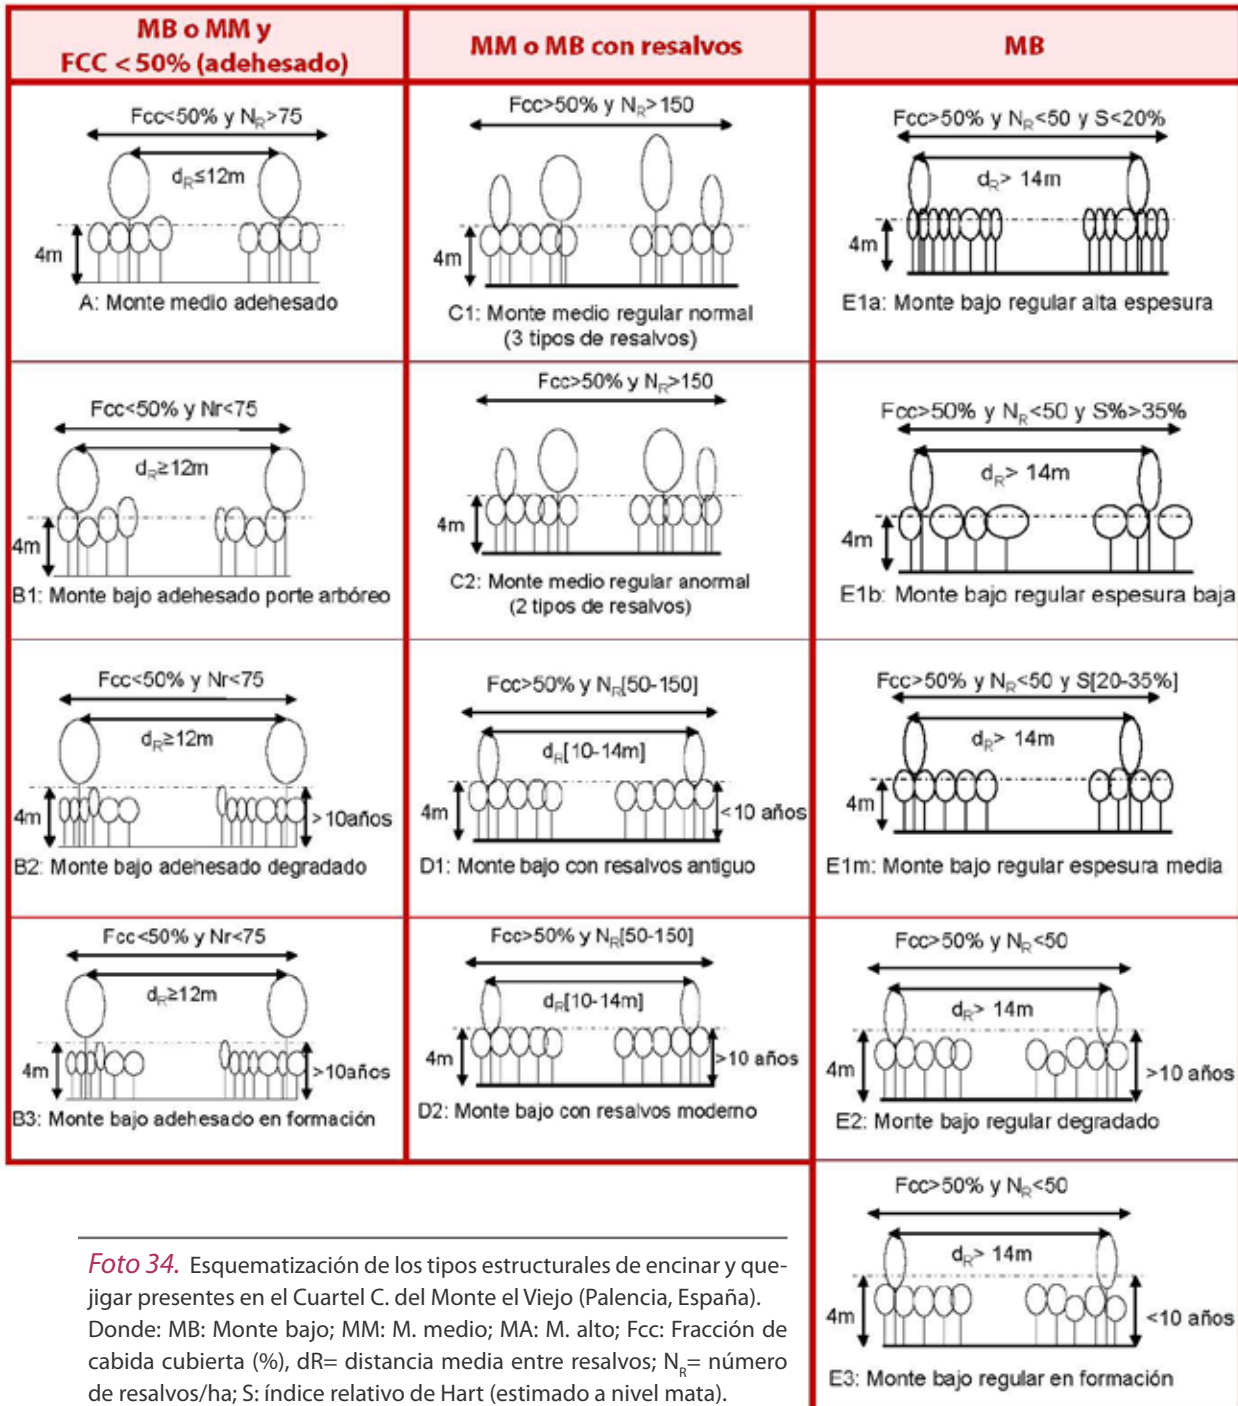 MB o MM y
FCC < 50% (adehesado)
MM o MB con resalvos
MB
Fcc<50% y NR>75
dR≤12m
4m
A: Monte medio adehesado
Fcc>50% y NR>150
4m
C1: Monte medio regular normal
(3 tipos de resalvos)
Fcc>50% y NR<50 y S<20%
dR> 14m
4m
E1a: Monte bajo regular alta espesura
Fcc<50% y Nr<75
dR≥12m
4m
B1: Monte bajo adehesado porte arbóreo
Fcc>50% y NR>150
4m
C2: Monte medio regular anormal
(2 tipos de resalvos)
Fcc>50% y NR<50 y S%>35%
dR> 14m
4m
E1b: Monte bajo regular espesura baja
Fcc<50% y Nr<75
dR≥12m
4m
>10años
B2: Monte bajo adehesado degradado
Fcc>50% y NR[50-150]
dR[10-14m]
4m
<10 años
D1: Monte bajo con resalvos antiguo
Fcc>50% y NR<50 y S[20-35%]
dR> 14m
4m
E1m: Monte bajo regular espesura media
Fcc<50% y Nr<75
dR≥12m
4m
>10años
B3: Monte bajo adehesado en formación
Fcc>50% y NR[50-150]
dR[10-14m]
4m
>10 años
D2: Monte bajo con resalvos moderno
Fcc>50% y NR<50
dR> 14m
4m
>10 años
E2: Monte bajo regular degradado
Fcc>50% y NR<50
dR> 14m
4m
<10 años
E3: Monte bajo regular en formación
Foto 34. Esquematización de los tipos estructurales de encinar y que-
jigar presentes en el Cuartel C. del Monte el Viejo (Palencia, España).
Donde: MB: Monte bajo; MM: M. medio; MA: M. alto; Fcc: Fracción de
cabida cubierta (%), dR= distancia media entre resalvos; NR= número
de resalvos/ha; S: índice relativo de Hart (estimado a nivel mata).